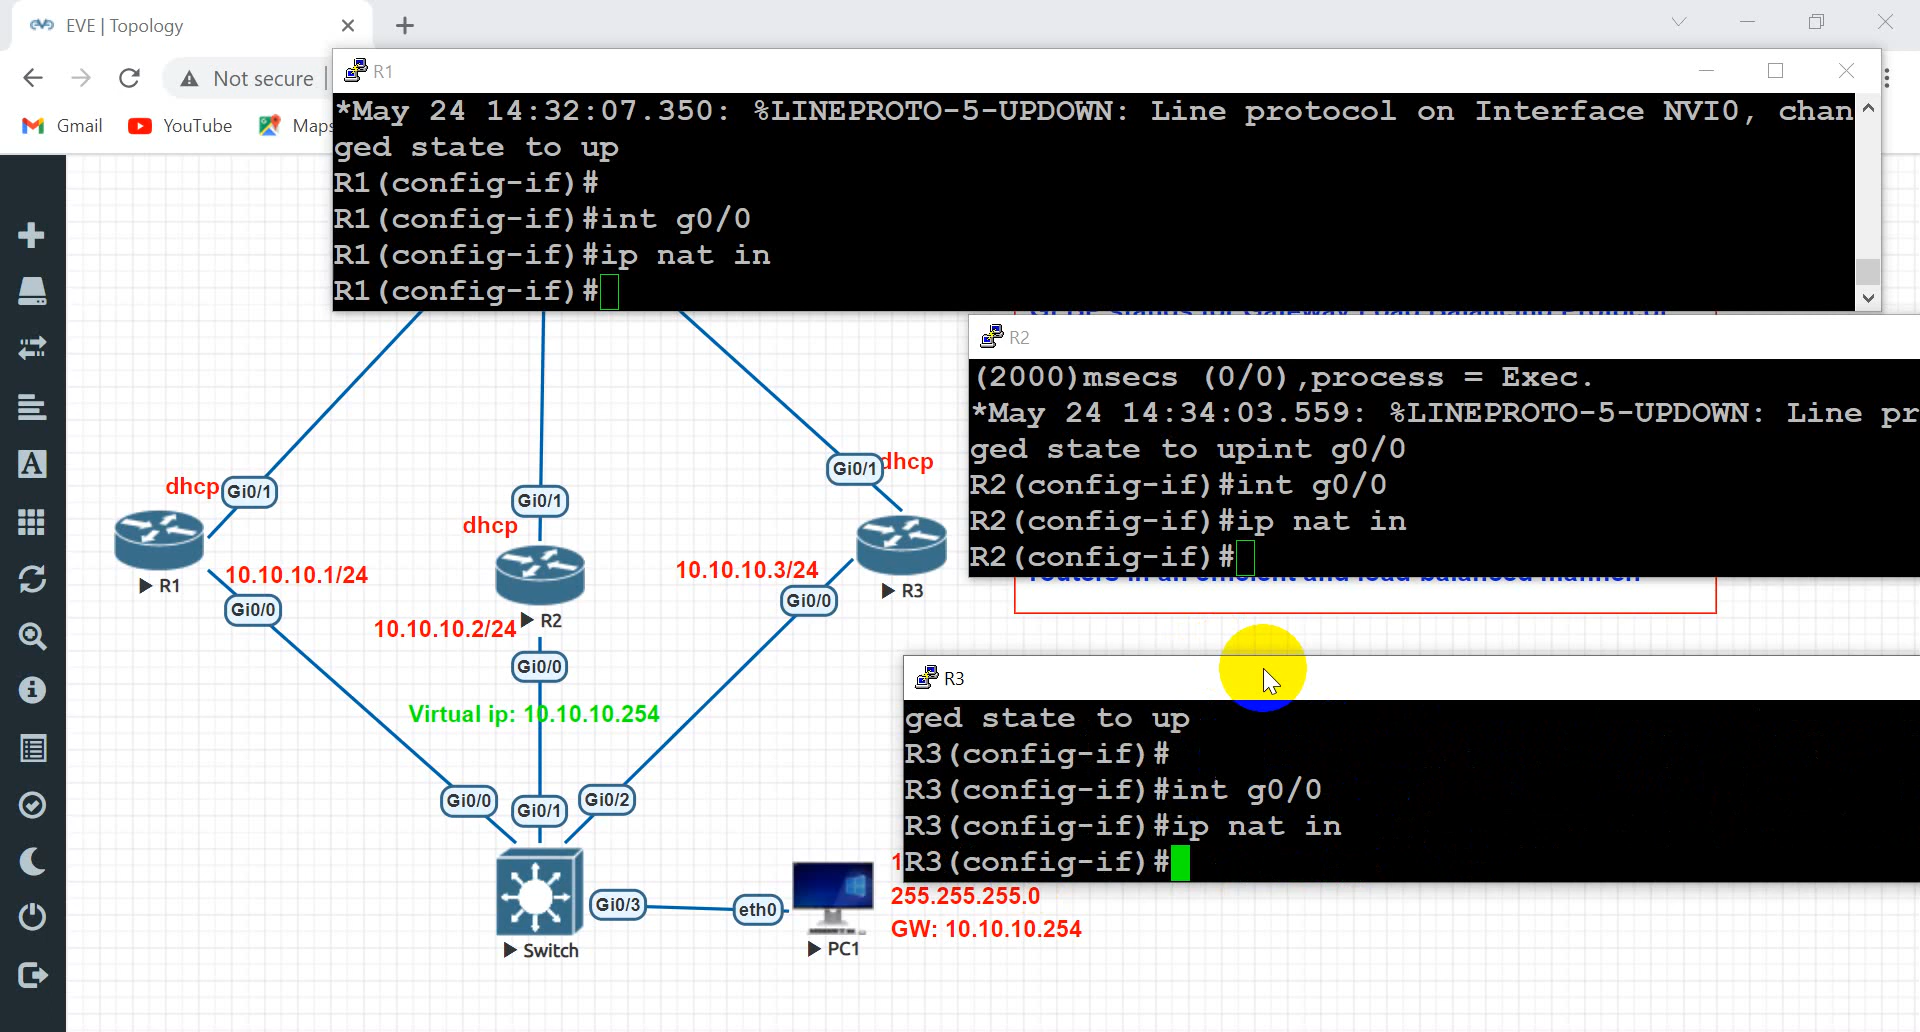 EVE | Topology
Not secure
Gmail
YouTube
Maps
R1
*May 24 14:32:07.350: %LINEPROTO-5-UPDOWN: Line protocol on Interface NVI0, chan
ged state to up
R1(config-if)#
R1(config-if)#int g0/0
R1(config-if)#ip nat in
R1(config-if)#
R2
(2000)msecs (0/0),process = Exec.
*May 24 14:34:03.559: %LINEPROTO-5-UPDOWN: Line pr
ged state to upint g0/0
R2(config-if)#int g0/0
R2(config-if)#ip nat in
R2(config-if)#
R3
ged state to up
R3(config-if)#
R3(config-if)#int g0/0
R3(config-if)#ip nat in
R3(config-if)#
dhcp
Gi0/1
R1
10.10.10.1/24
Gi0/0
Gi0/1
dhcp
R2
10.10.10.2/24
Gi0/0
Gi0/1
dhcp
10.10.10.3/24
R3
Gi0/0
Virtual ip: 10.10.10.254
Gi0/0
Gi0/1
Gi0/2
Gi0/3
Switch
eth0
PC1
255.255.255.0
GW: 10.10.10.254